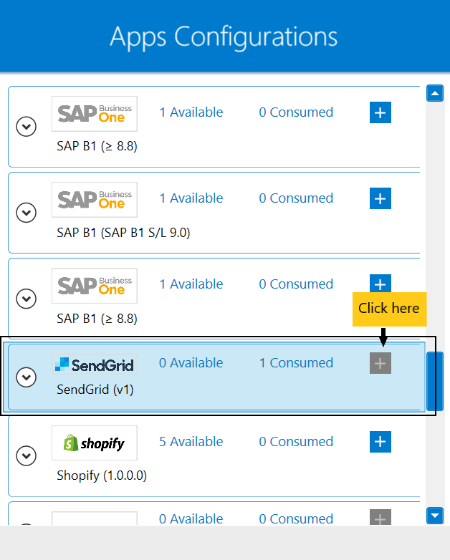 Apps Configurations
SAP Business One 1 Available 0 Consumed +
SAP B1 (≥ 8.8)
SAP Business One 1 Available 0 Consumed +
SAP B1 (SAP B1 S/L 9.0)
SAP Business One 1 Available 0 Consumed +
SAP B1 (≥ 8.8)
Click here
SendGrid 0 Available 1 Consumed +
SendGrid (v1)
shopify 5 Available 0 Consumed +
Shopify (1.0.0.0)
0 Available 0 Consumed +